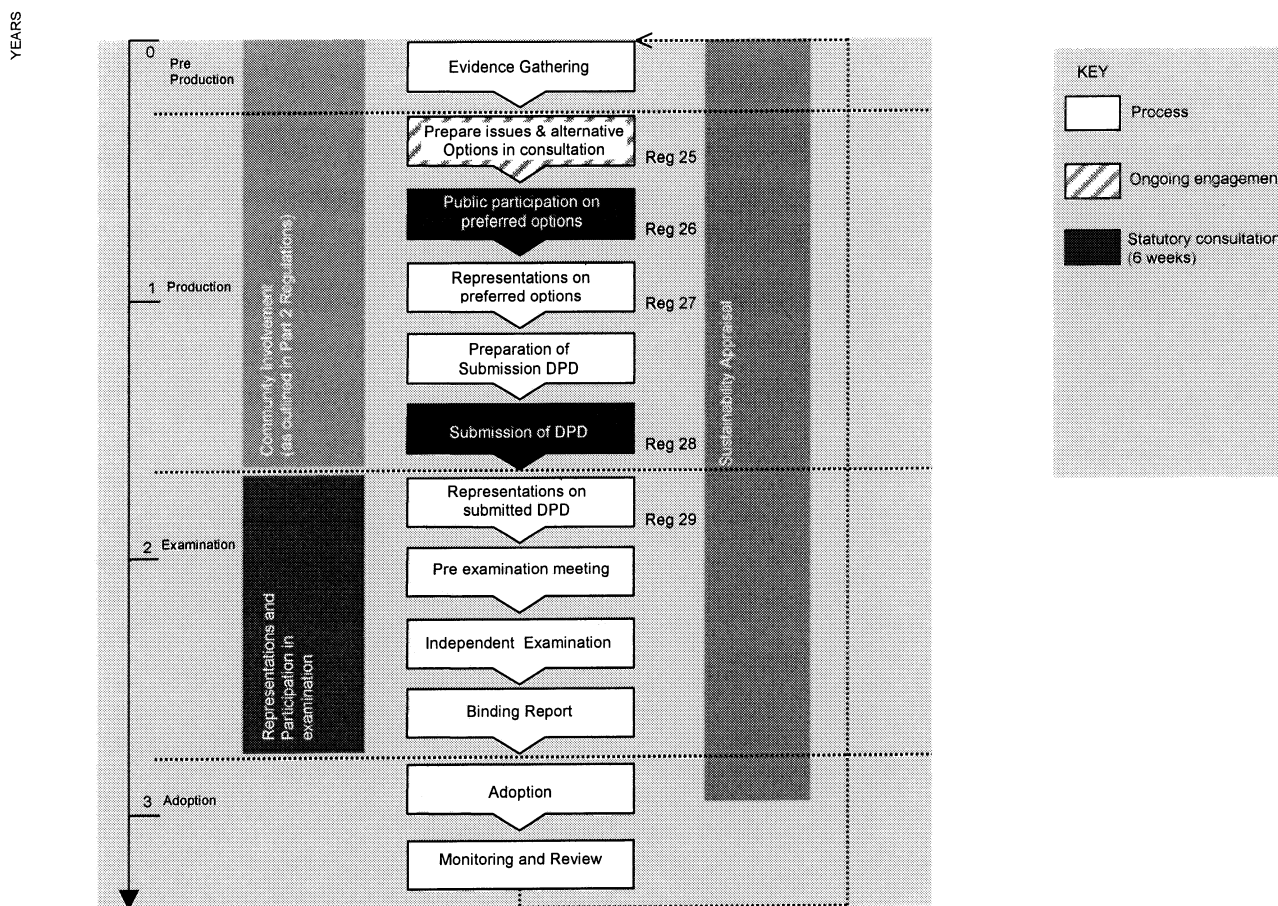 YEARS
0
Pre
Production
Evidence Gathering
KEY
Process
Ongoing engagemen
Statutory consultation
(6 weeks)
Prepare issues & alternative
Options in consultation
Reg 25
Public participation on
preferred options
Reg 26
1 Production
Representations on
preferred options
Reg 27
Preparation of
Submission DPD
Submission of DPD
Reg 28
Community Involvement
(as outlined in Part 2 Regulations)
Sustainability Appraisal
Representations on
submitted DPD
Reg 29
2 Examination
Pre examination meeting
Independent Examination
Binding Report
Representations and
Participation in
examination
3 Adoption
Adoption
Monitoring and Review